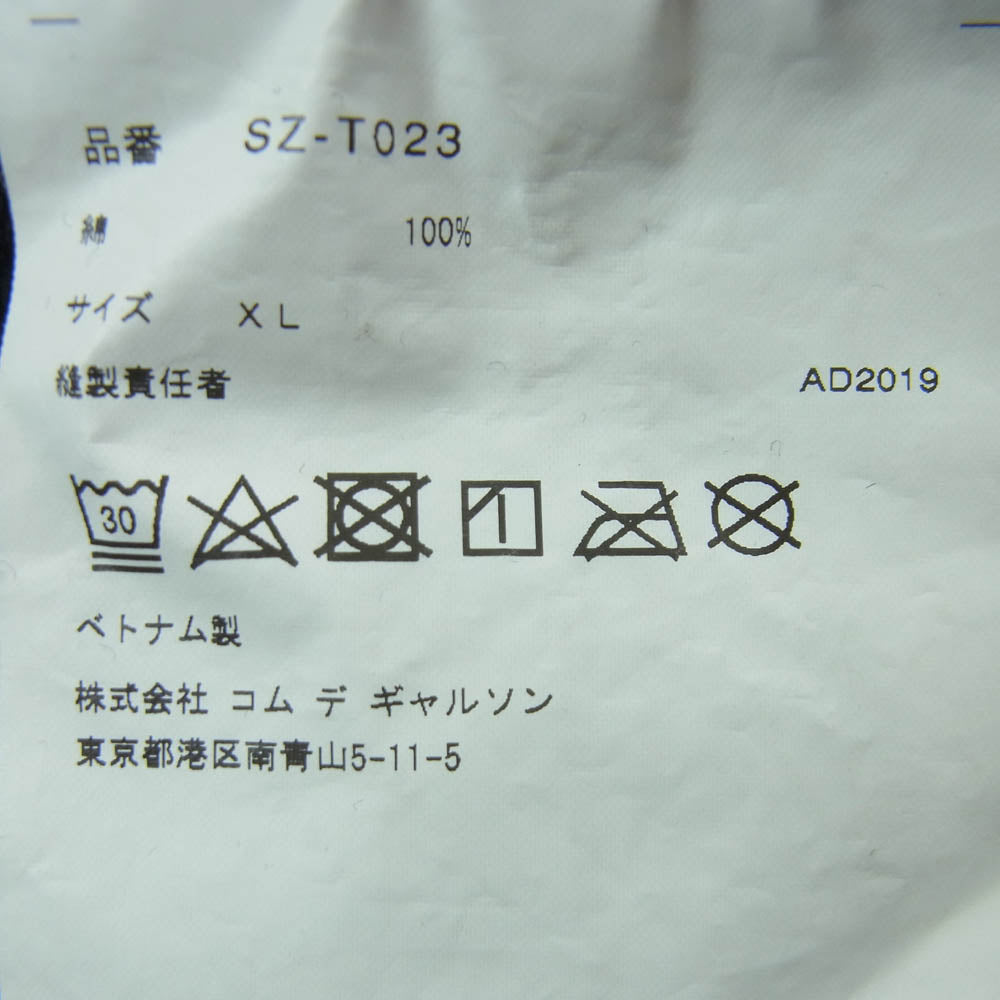 品番 SZ-T023
綿 100%
サイズ XL
縫製責任者 AD2019
30
ベトナム製
株式会社 コム デ ギャルソン
東京都港区南青山5-11-5